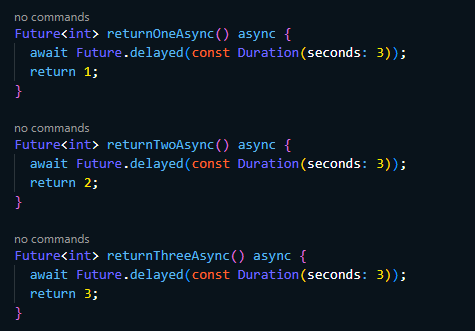 no commands
Future<int> returnOneAsync() async {
  await Future.delayed(const Duration(seconds: 3));
  return 1;
}
no commands
Future<int> returnTwoAsync() async {
  await Future.delayed(const Duration(seconds: 3));
  return 2;
}
no commands
Future<int> returnThreeAsync() async {
  await Future.delayed(const Duration(seconds: 3));
  return 3;
}